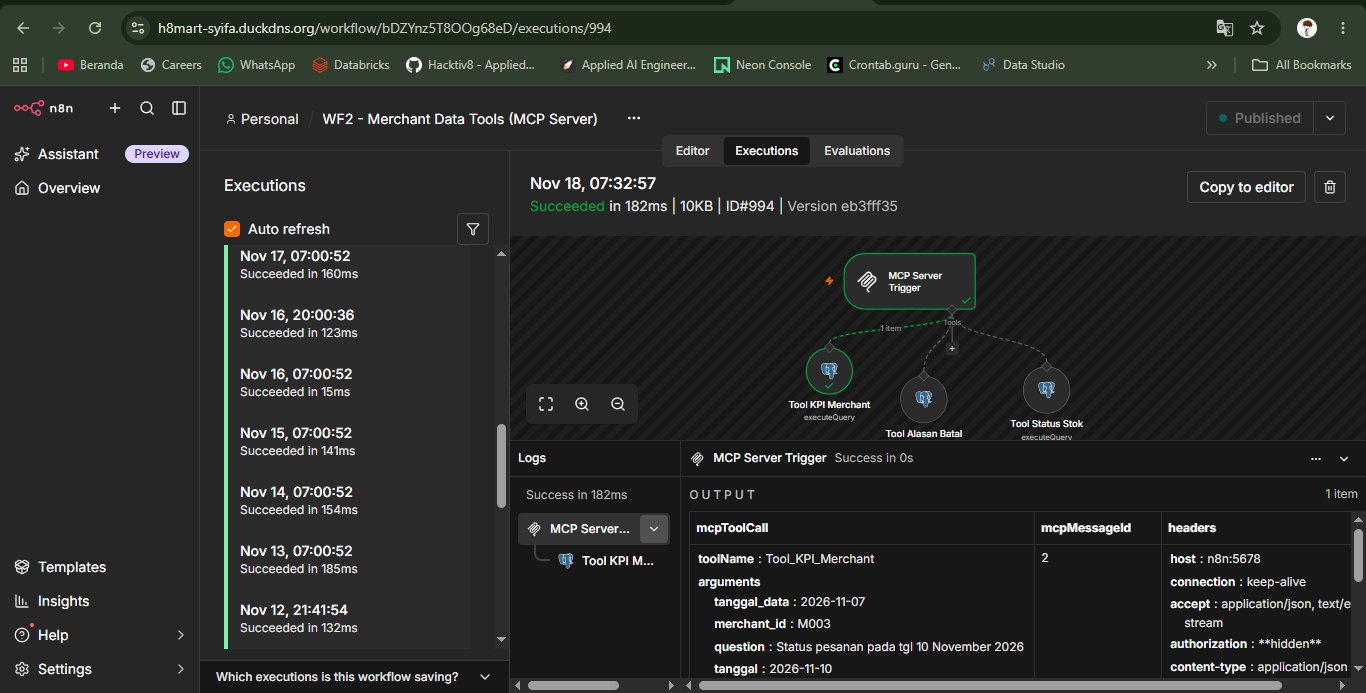 h8mart-syifa.duckdns.org/workflow/bDZYnz5T8OOg68eD/executions/994
Beranda
Careers
WhatsApp
Databricks
Hacktiv8 - Applied...
Applied AI Engineer...
Neon Console
Crontab.guru - Gen...
Data Studio
»
All Bookmarks
n8n
Personal / WF2 - Merchant Data Tools (MCP Server) ...
Published
Assistant Preview
Overview
Editor Executions Evaluations
Executions
Auto refresh
Nov 17, 07:00:52
Succeeded in 160ms
Nov 16, 20:00:36
Succeeded in 123ms
Nov 16, 07:00:52
Succeeded in 15ms
Nov 15, 07:00:52
Succeeded in 141ms
Nov 14, 07:00:52
Succeeded in 154ms
Nov 13, 07:00:52
Succeeded in 185ms
Nov 12, 21:41:54
Succeeded in 132ms
Which executions is this workflow saving?
Templates
Insights
Help
Settings
Nov 18, 07:32:57
Succeeded in 182ms | 10KB | ID#994 | Version eb3fff35
Copy to editor
MCP Server
Trigger
1 item
Tools
Tool KPI Merchant
executeQuery
Tool Alasan Batal
Tool Status Stok
executeQuery
Logs
Success in 182ms
MCP Server...
Tool KPI M...
MCP Server Trigger Success in 0s
OUTPUT
1 item
mcpToolCall mcpMessageId headers
toolName : Tool_KPI_Merchant
arguments
tanggal_data : 2026-11-07
merchant_id : M003
question : Status pesanan pada tgl 10 November 2026
tanggal : 2026-11-10
2
host : n8n:5678
connection : keep-alive
accept : application/json, text/e
stream
authorization : **hidden**
content-type : application/json